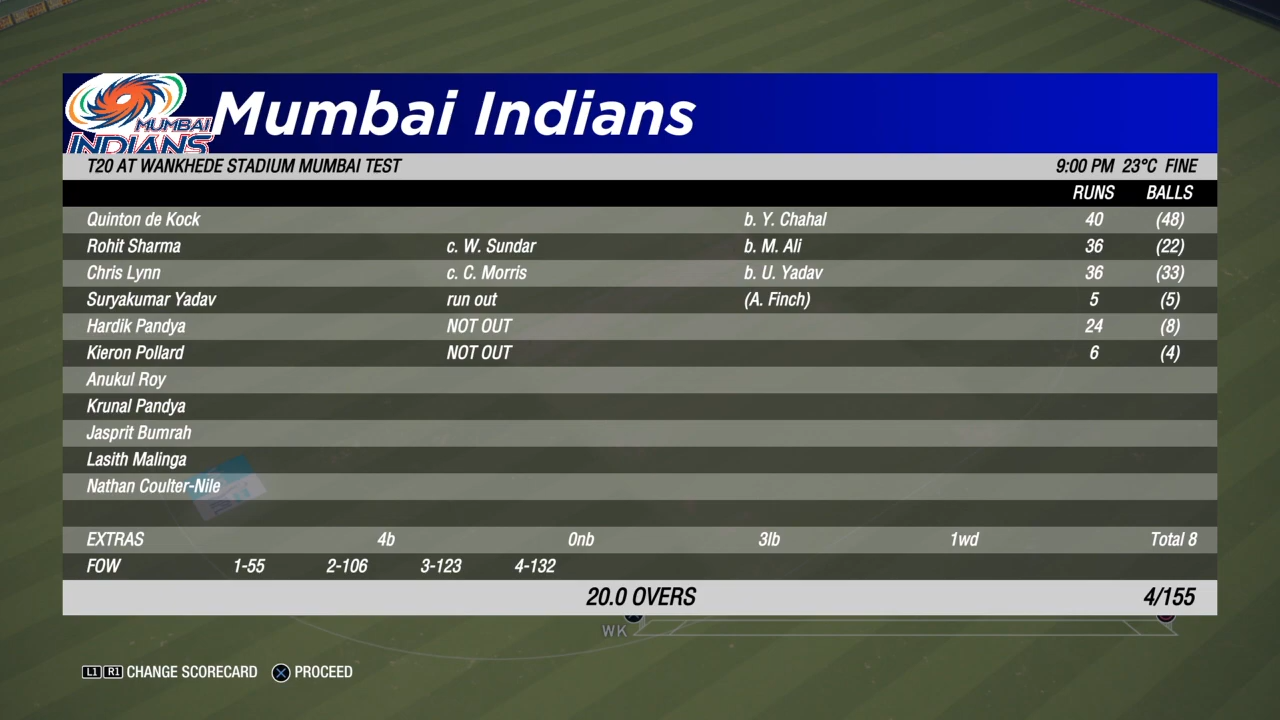 MUMBAI
INDIANS
Mumbai Indians
T20 AT WANKHEDE STADIUM MUMBAI TEST 9:00 PM 23°C FINE
RUNS BALLS
Quinton de Kock b. Y. Chahal 40 (48)
Rohit Sharma c. W. Sundar b. M. Ali 36 (22)
Chris Lynn c. C. Morris b. U. Yadav 36 (33)
Suryakumar Yadav run out (A. Finch) 5 (5)
Hardik Pandya NOT OUT 24 (8)
Kieron Pollard NOT OUT 6 (4)
Anukul Roy
Krunal Pandya
Jasprit Bumrah
Lasith Malinga
Nathan Coulter-Nile
EXTRAS 4b 0nb 3lb 1wd Total 8
FOW 1-55 2-106 3-123 4-132
20.0 OVERS 4/155
WK
L1 R1 CHANGE SCORECARD PROCEED